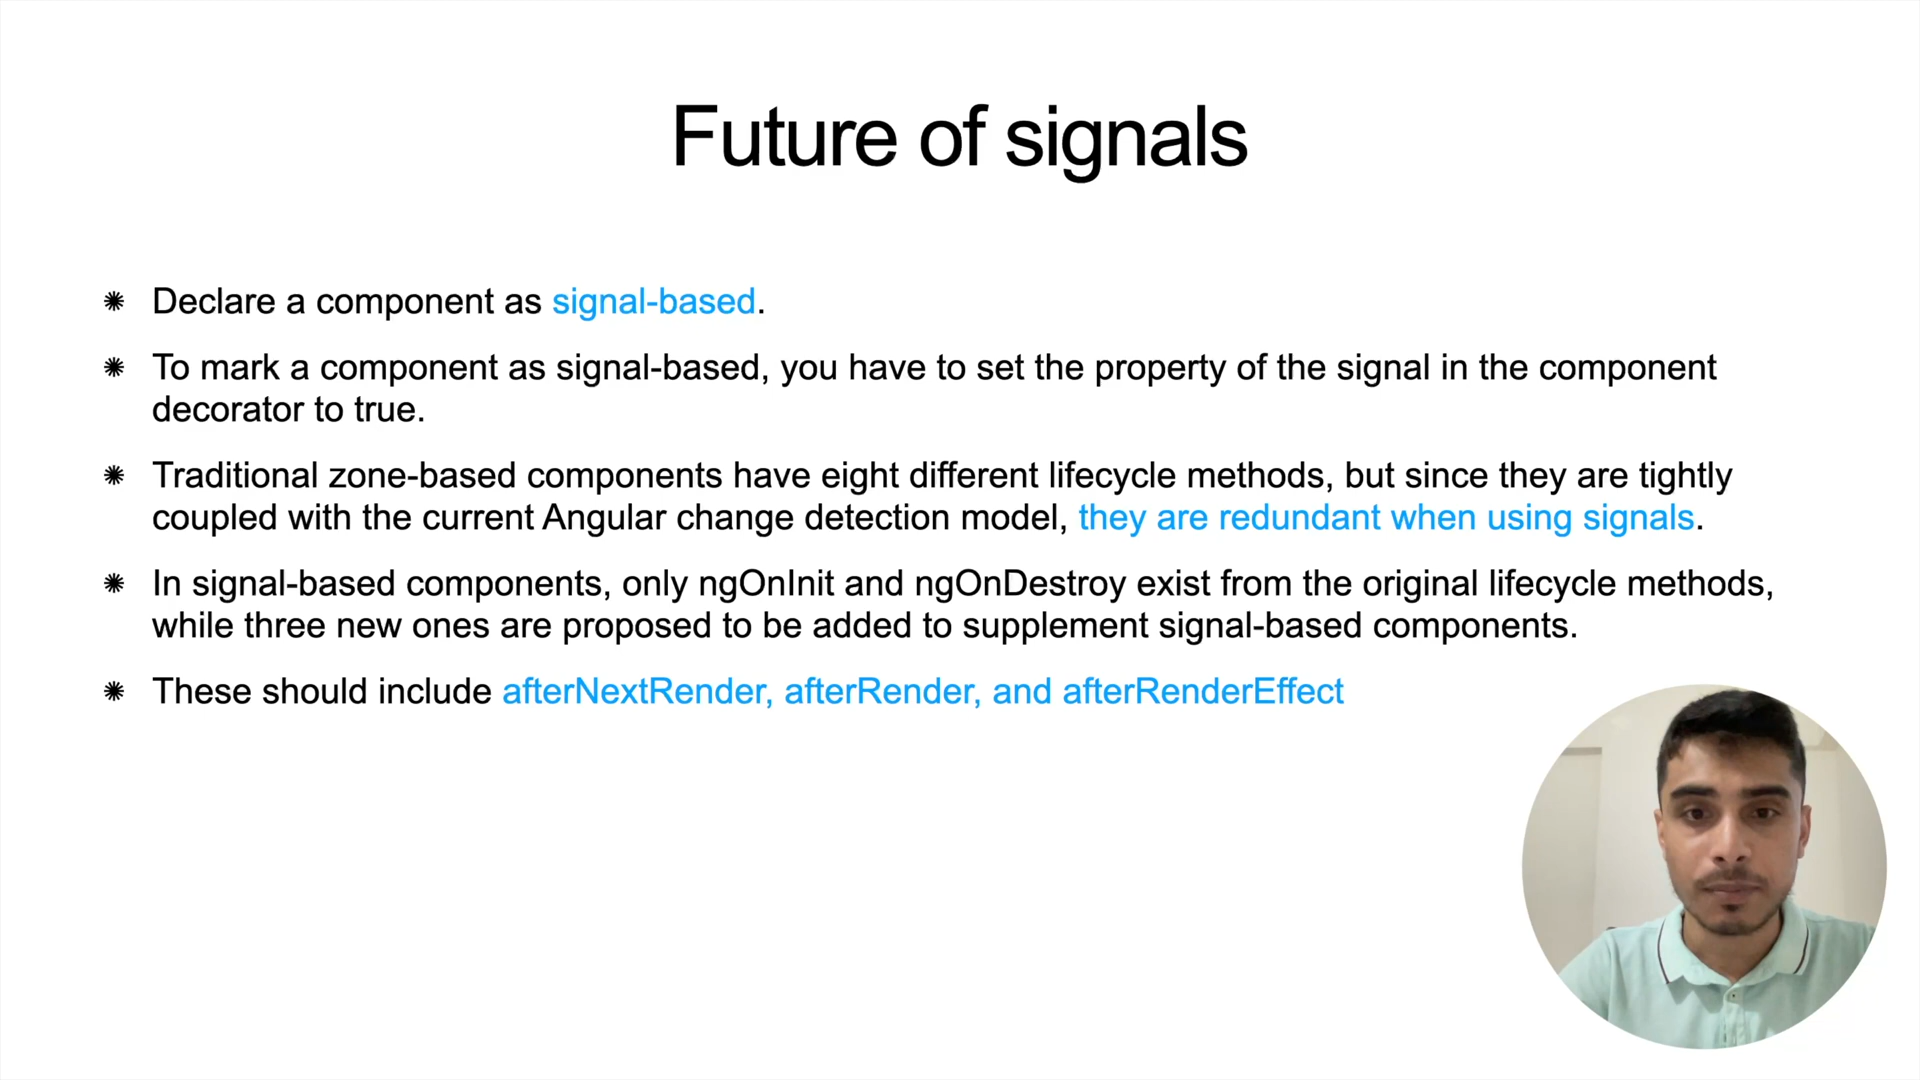 Future of signals
Declare a component as signal-based.
To mark a component as signal-based, you have to set the property of the signal in the component
decorator to true.
Traditional zone-based components have eight different lifecycle methods, but since they are tightly
coupled with the current Angular change detection model, they are redundant when using signals.
In signal-based components, only ngOnInit and ngOnDestroy exist from the original lifecycle methods,
while three new ones are proposed to be added to supplement signal-based components.
These should include afterNextRender, afterRender, and afterRenderEffect